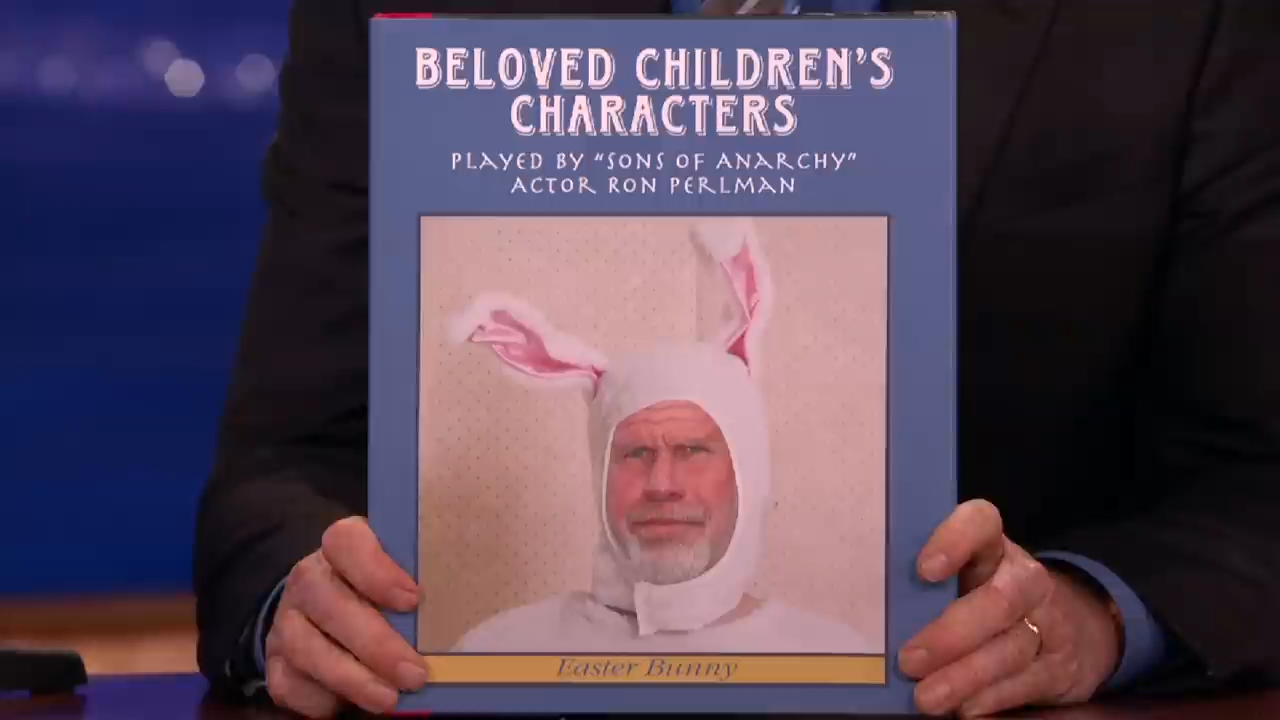 BELOVED CHILDREN'S
CHARACTERS
PLAYED BY "SONS OF ANARCHY"
ACTOR RON PERLMAN
Easter Bunny